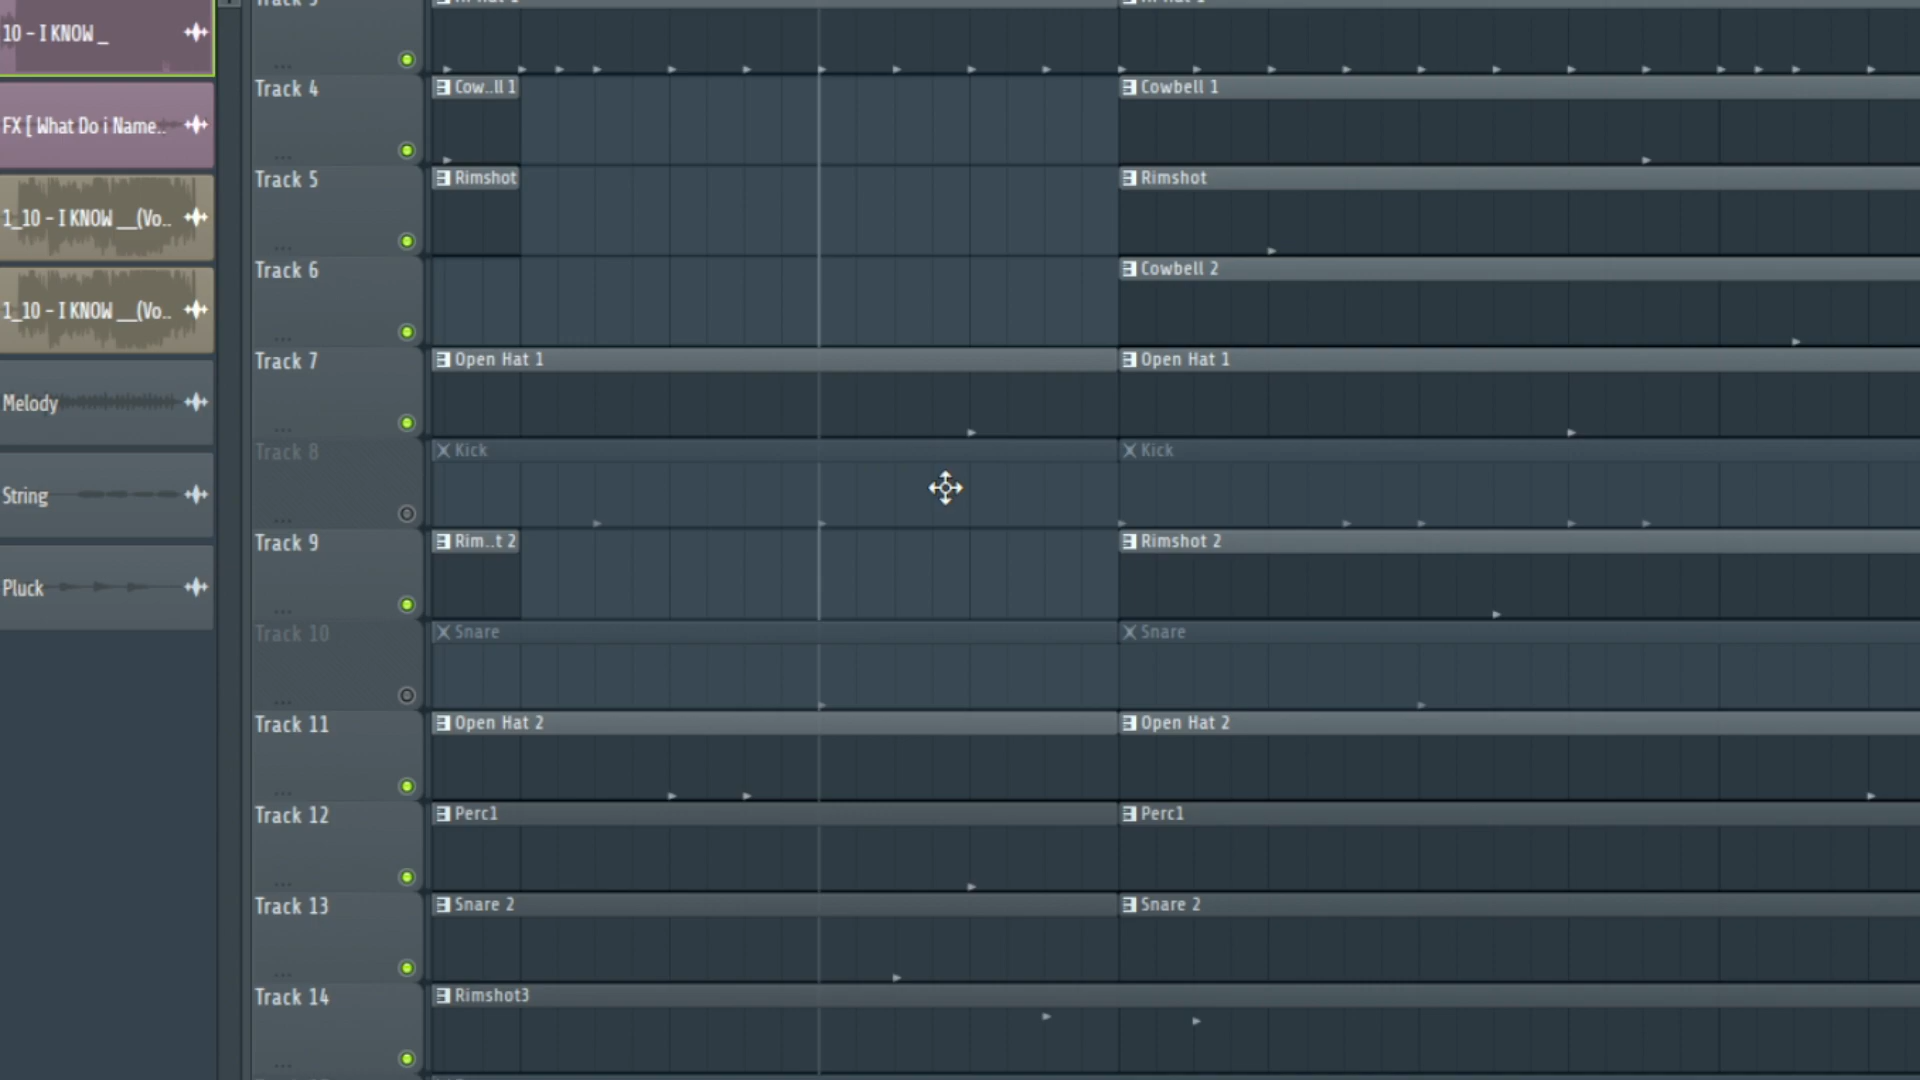 10 - I KNOW _
FX [ What Do i Name..
1_10 - I KNOW __(Vo..
1_10 - I KNOW __(Vo..
Melody
String
Pluck
Track 4
Cow..ll 1
Cowbell 1
Track 5
Rimshot
Rimshot
Track 6
Cowbell 2
Track 7
Open Hat 1
Open Hat 1
Track 8
Kick
Kick
Track 9
Rim..t 2
Rimshot 2
Track 10
Snare
Snare
Track 11
Open Hat 2
Open Hat 2
Track 12
Perc1
Perc1
Track 13
Snare 2
Snare 2
Track 14
Rimshot3